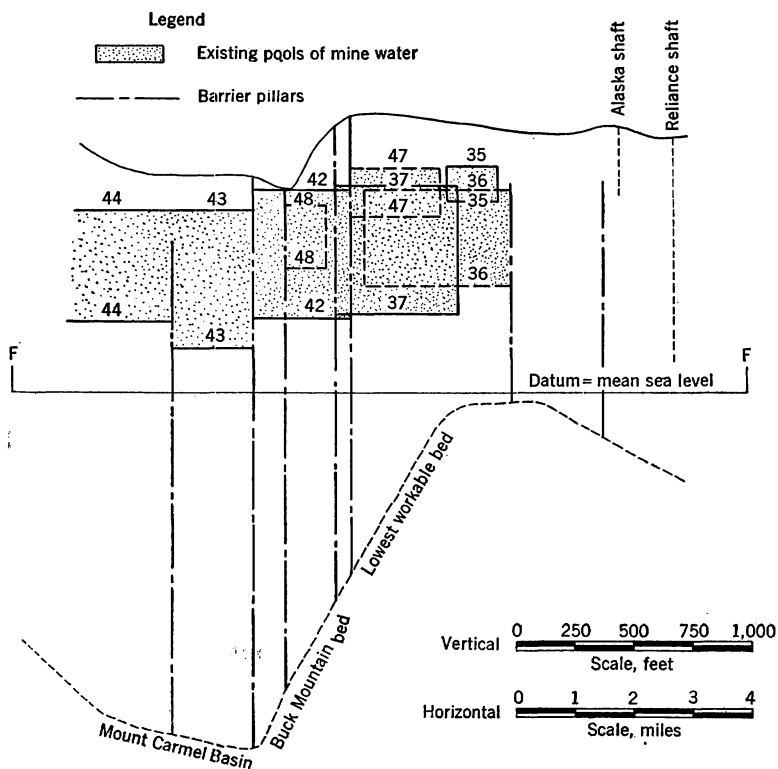 Legend
Existing pools of mine water
Barrier pillars
Alaska shaft
Reliance shaft
47
35
42
37
36
44
43
48
47
35
48
36
44
42
37
43
F
F
Datum = mean sea level
Lowest workable bed
Buck Mountain bed
Mount Carmel Basin
Vertical
0 250 500 750 1,000
Scale, feet
Horizontal
0 1 2 3 4
Scale, miles